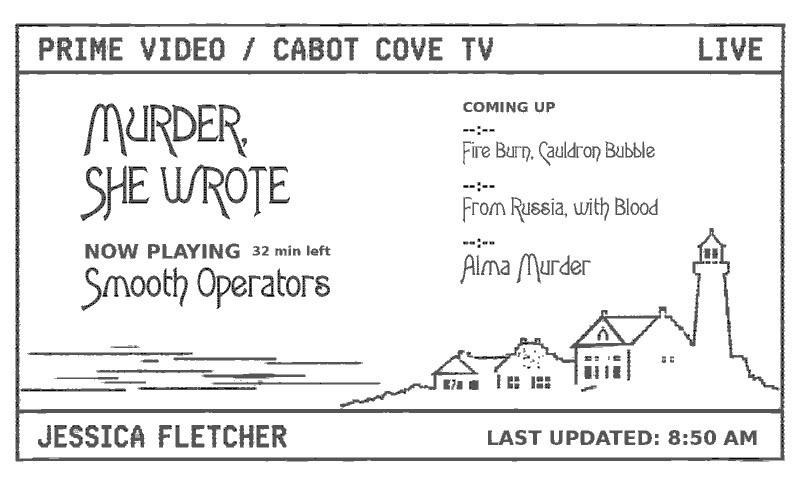 PRIME VIDEO / CABOT COVE TV
LIVE
MURDER,
SHE WROTE
NOW PLAYING 32 min left
Smooth Operators
COMING UP
--:--
Fire Burn, Cauldron Bubble
--:--
From Russia, with Blood
--:--
Alma Murder
JESSICA FLETCHER
LAST UPDATED: 8:50 AM